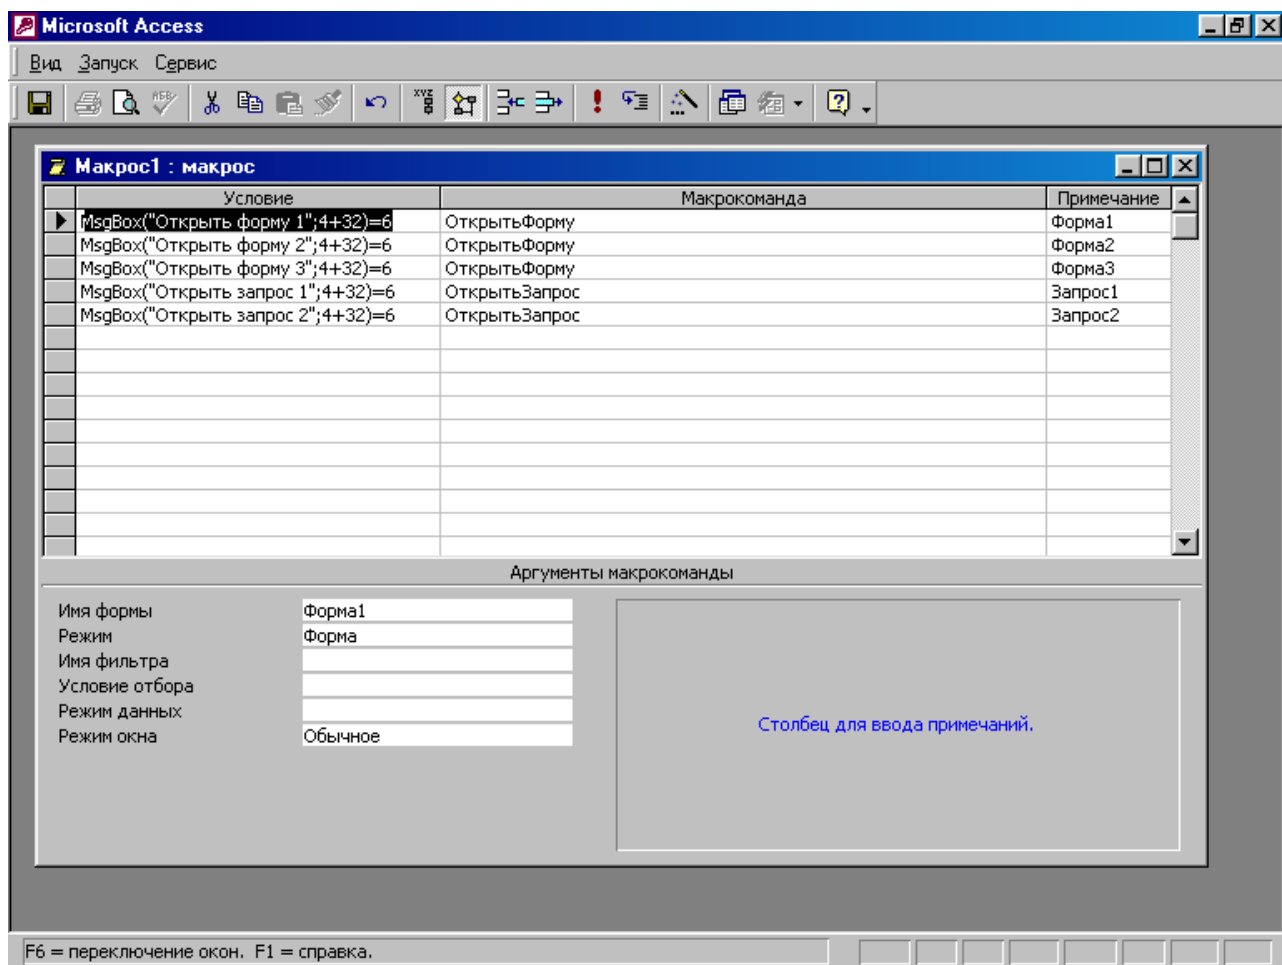 Microsoft Access
Вид Запуск Сервис
Макрос1 : макрос
Условие Макрокоманда Примечание
MsgBox("Открыть форму 1";4+32)=6 ОткрытьФорму Форма1
MsgBox("Открыть форму 2";4+32)=6 ОткрытьФорму Форма2
MsgBox("Открыть форму 3";4+32)=6 ОткрытьФорму Форма3
MsgBox("Открыть запрос 1";4+32)=6 ОткрытьЗапрос Запрос1
MsgBox("Открыть запрос 2";4+32)=6 ОткрытьЗапрос Запрос2
Аргументы макрокоманды
Имя формы Форма1
Режим Форма
Имя фильтра
Условие отбора
Режим данных
Режим окна Обычное
Столбец для ввода примечаний.
F6 = переключение окон. F1 = справка.